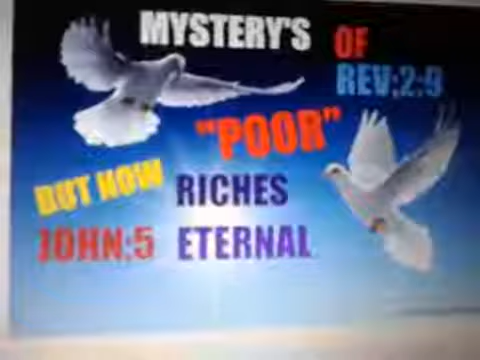 MYSTERY'S OF
REV;2:9
"POOR"
BUT NOW RICHES
JOHN;5 ETERNAL